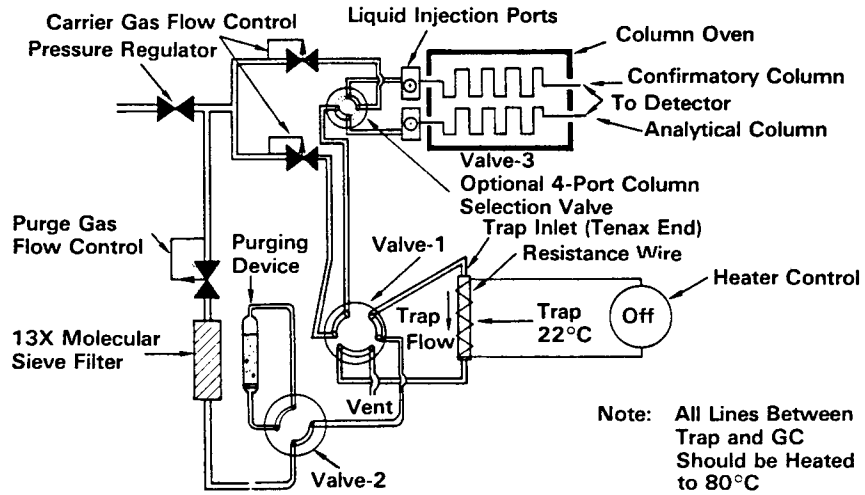 Carrier Gas Flow Control
Pressure Regulator
Liquid Injection Ports
Column Oven
Confirmatory Column
To Detector
Analytical Column
Valve-3
Optional 4-Port Column
Selection Valve
Purge Gas
Flow Control
Purging
Device
Valve-1
Trap Inlet (Tenax End)
Resistance Wire
Heater Control
Trap
Flow
Trap
22°C
Off
13X Molecular
Sieve Filter
Vent
Valve-2
Note: All Lines Between
Trap and GC
Should be Heated
to 80°C